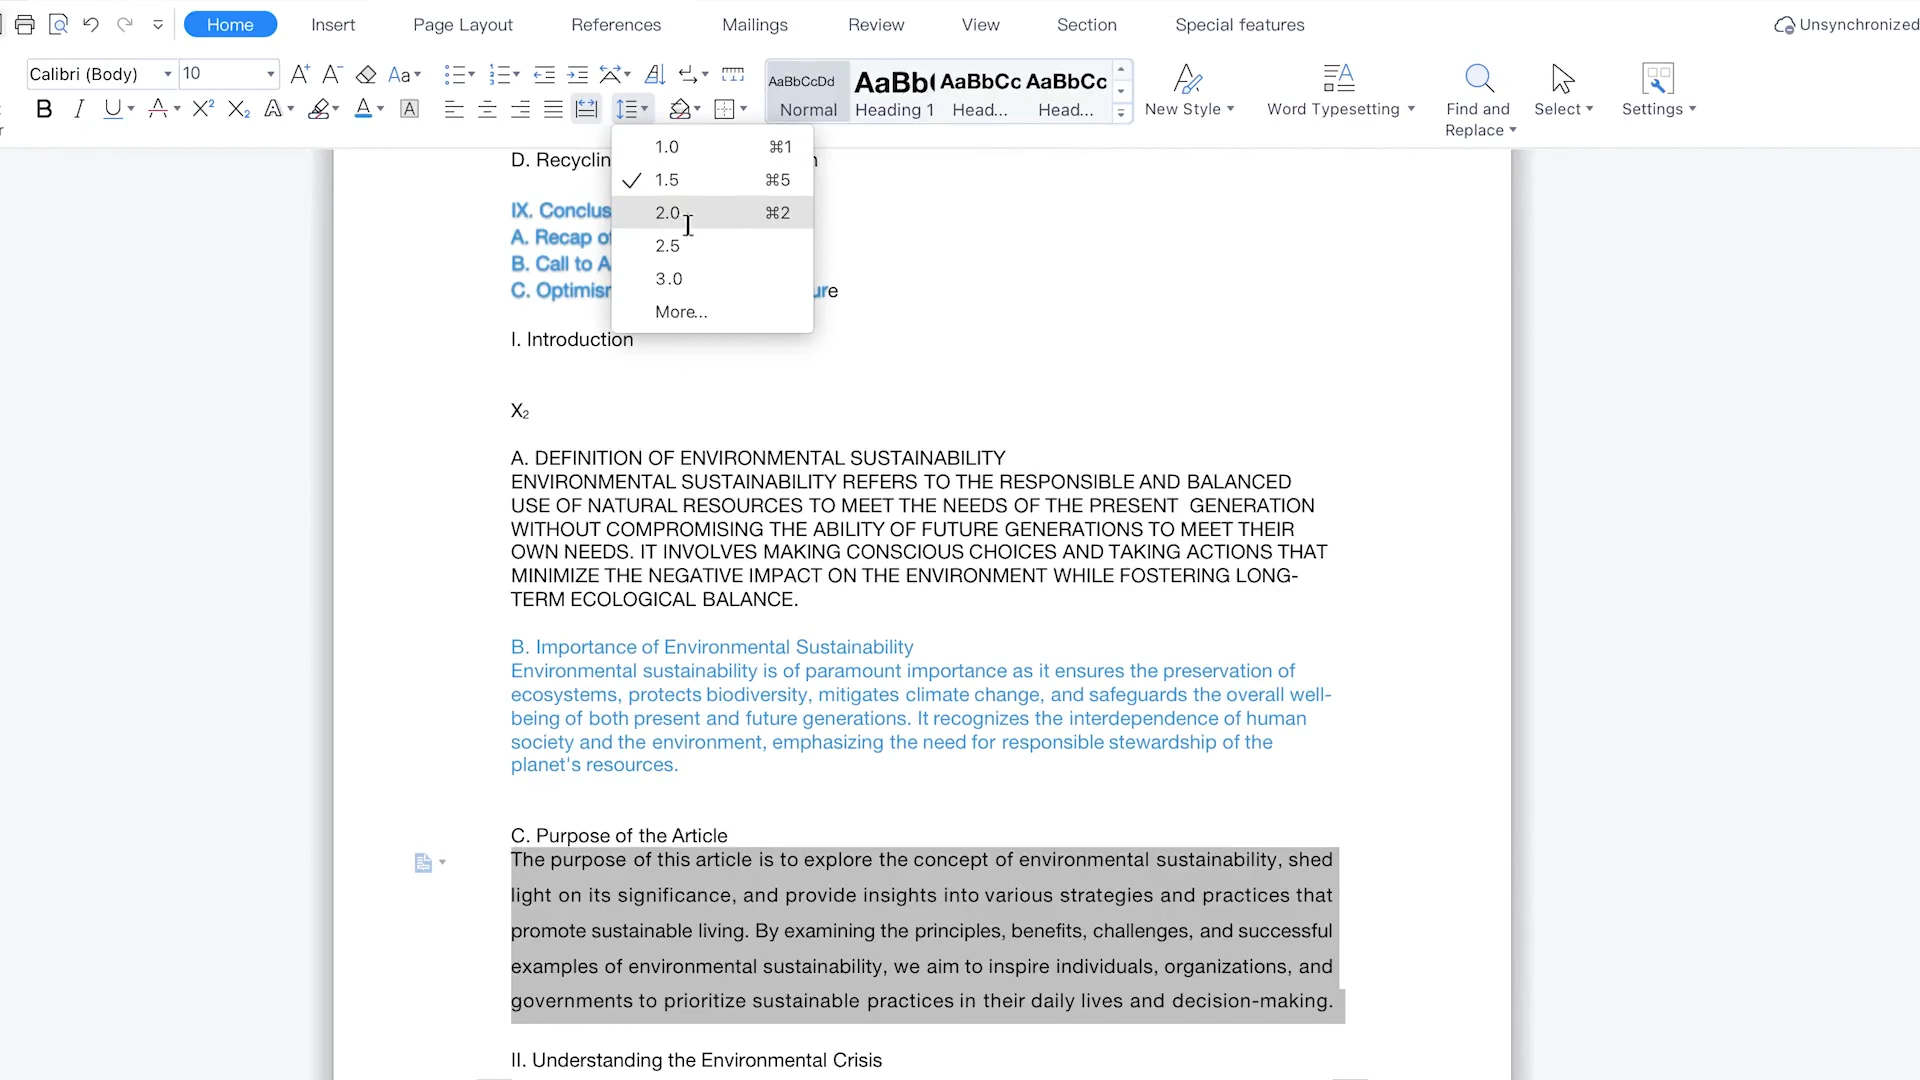 Home
Insert
Page Layout
References
Mailings
Review
View
Section
Special features
Unsynchronized
Calibri (Body)
10
A+
A-
Aa
AaBbCcDd
AaBb(
AaBbCc
AaBbCc
Normal
Heading 1
Head...
Head...
New Style
Word Typesetting
Find and
Replace
Select
Settings
B I U A X² X₂ A A A
1.0 ⌘1
1.5 ⌘5
2.0 ⌘2
2.5
3.0
More...
D. Recyclin
IX. Conclus
A. Recap o
B. Call to A
C. Optimis ure
I. Introduction
X₂
A. DEFINITION OF ENVIRONMENTAL SUSTAINABILITY
ENVIRONMENTAL SUSTAINABILITY REFERS TO THE RESPONSIBLE AND BALANCED
USE OF NATURAL RESOURCES TO MEET THE NEEDS OF THE PRESENT GENERATION
WITHOUT COMPROMISING THE ABILITY OF FUTURE GENERATIONS TO MEET THEIR
OWN NEEDS. IT INVOLVES MAKING CONSCIOUS CHOICES AND TAKING ACTIONS THAT
MINIMIZE THE NEGATIVE IMPACT ON THE ENVIRONMENT WHILE FOSTERING LONG-
TERM ECOLOGICAL BALANCE.
B. Importance of Environmental Sustainability
Environmental sustainability is of paramount importance as it ensures the preservation of
ecosystems, protects biodiversity, mitigates climate change, and safeguards the overall well-
being of both present and future generations. It recognizes the interdependence of human
society and the environment, emphasizing the need for responsible stewardship of the
planet's resources.
C. Purpose of the Article
The purpose of this article is to explore the concept of environmental sustainability, shed
light on its significance, and provide insights into various strategies and practices that
promote sustainable living. By examining the principles, benefits, challenges, and successful
examples of environmental sustainability, we aim to inspire individuals, organizations, and
governments to prioritize sustainable practices in their daily lives and decision-making.
II. Understanding the Environmental Crisis